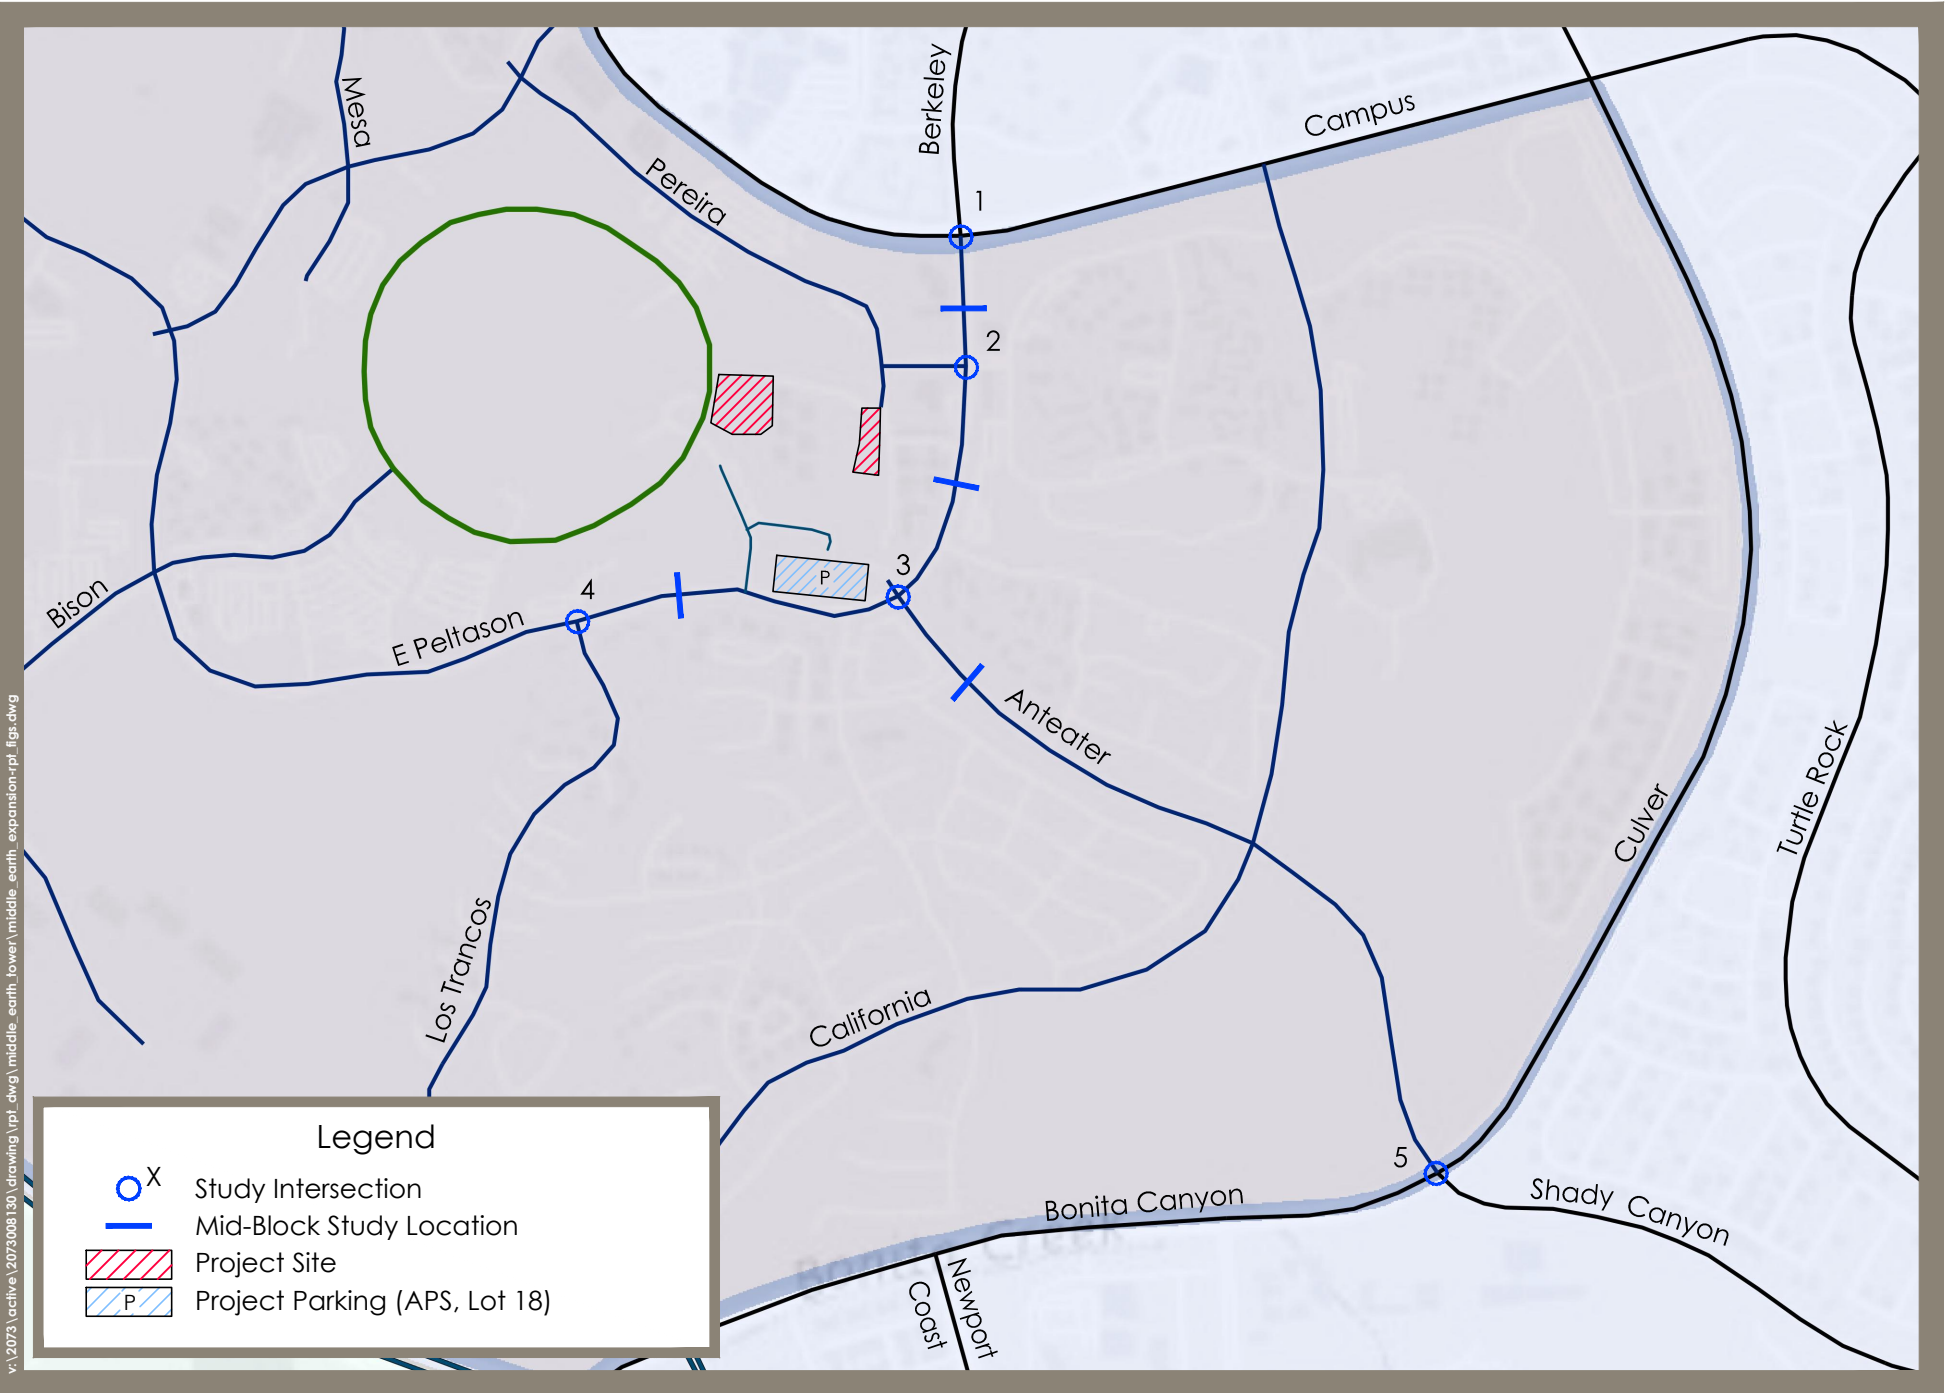 Mesa
Berkeley
Campus
Pereira
1
2
3
4
P
Bison
E Peltason
Anteater
Culver
Turtle Rock
Los Trancos
California
5
Bonita Canyon
Shady Canyon
Bonita Creek
Newport
Coast
Legend
X
Study Intersection
Mid-Block Study Location
Project Site
P
Project Parking (APS, Lot 18)
v:\2073\active\2073008130\drawing\rpt_dwg\middle_earth_tower\middle_earth_expansion-rpt_figs.dwg